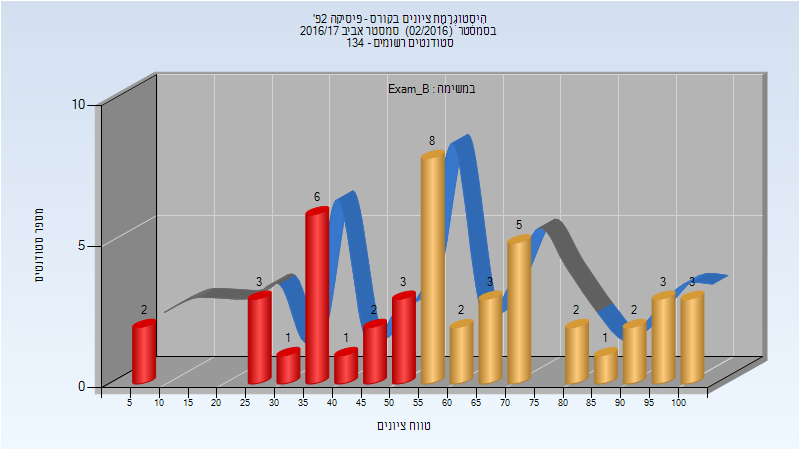 היסטוגרמת ציונים בקורס - פיסיקה 2פ'
בסמסטר (02/2016) סמסטר אביב 2016/17
סטודנטים רשומים - 134
במשימה : Exam_B
מספר סטודנטים
10
5
0
2
3
1
6
1
2
3
8
2
3
5
2
1
2
3
3
5 10 15 20 25 30 35 40 45 50 55 60 65 70 75 80 85 90 95 100
טווח ציונים